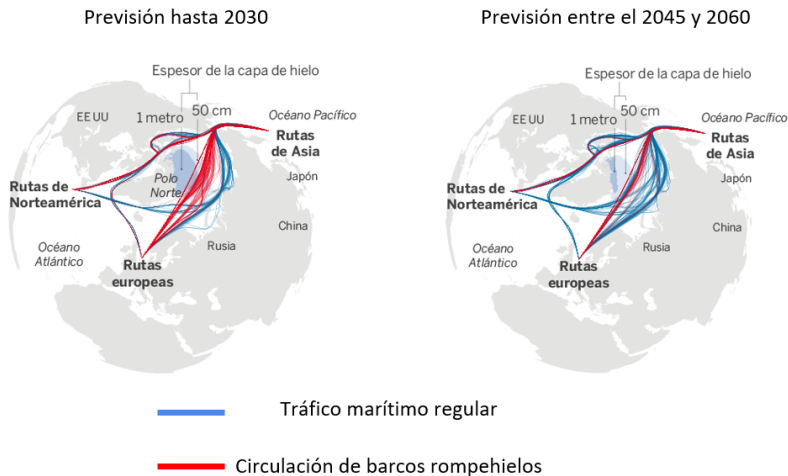 Previsión hasta 2030
Espesor de la capa de hielo
50 cm
1 metro
EE UU
Océano Pacífico
Rutas
de Asia
Polo
Norte
Japón
Rutas de
Norteamérica
China
Rusia
Océano
Atlántico
Rutas
europeas
Previsión entre el 2045 y 2060
Espesor de la capa de hielo
50 cm
1 metro
EE UU
Océano Pacífico
Rutas
de Asia
Japón
Rutas de
Norteamérica
China
Rusia
Océano
Atlántico
Rutas
europeas
Tráfico marítimo regular
Circulación de barcos rompehielos